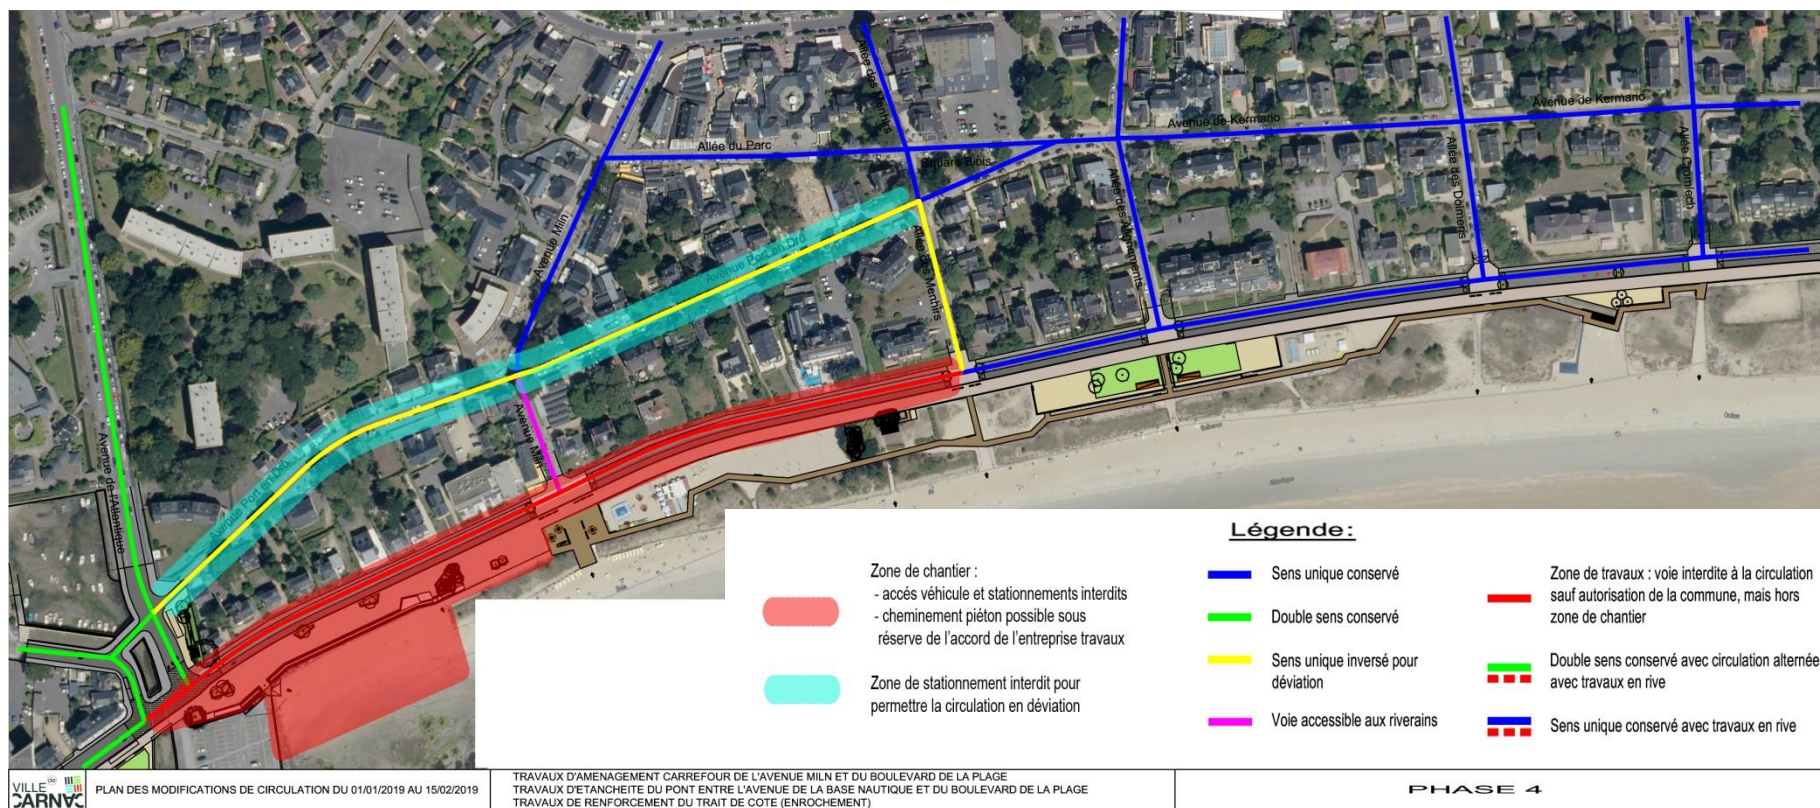 Allée des Menhirs
Avenue de Kermario
Avenue de Kermario
Allée du Parc
Square Blois
Allée des Dolmens
Allée Cromlech
Allée des Alignements
Avenue Miln
Avenue Port en Dro
Allée des Menhirs
Avenue Miln
Avenue Port en Dro
Avenue de l'Atlantique
Légende:
Zone de chantier :
- accés véhicule et stationnements interdits
- cheminement piéton possible sous
réserve de l'accord de l'entreprise travaux
Zone de stationnement interdit pour
permettre la circulation en déviation
Sens unique conservé
Double sens conservé
Sens unique inversé pour
déviation
Voie accessible aux riverains
Zone de travaux : voie interdite à la circulation
sauf autorisation de la commune, mais hors
zone de chantier
Double sens conservé avec circulation alternée
avec travaux en rive
Sens unique conservé avec travaux en rive
VILLE de
CARNAC
PLAN DES MODIFICATIONS DE CIRCULATION DU 01/01/2019 AU 15/02/2019
TRAVAUX D'AMENAGEMENT CARREFOUR DE L'AVENUE MILN ET DU BOULEVARD DE LA PLAGE
TRAVAUX D'ETANCHEITE DU PONT ENTRE L'AVENUE DE LA BASE NAUTIQUE ET DU BOULEVARD DE LA PLAGE
TRAVAUX DE RENFORCEMENT DU TRAIT DE COTE (ENROCHEMENT)
PHASE 4